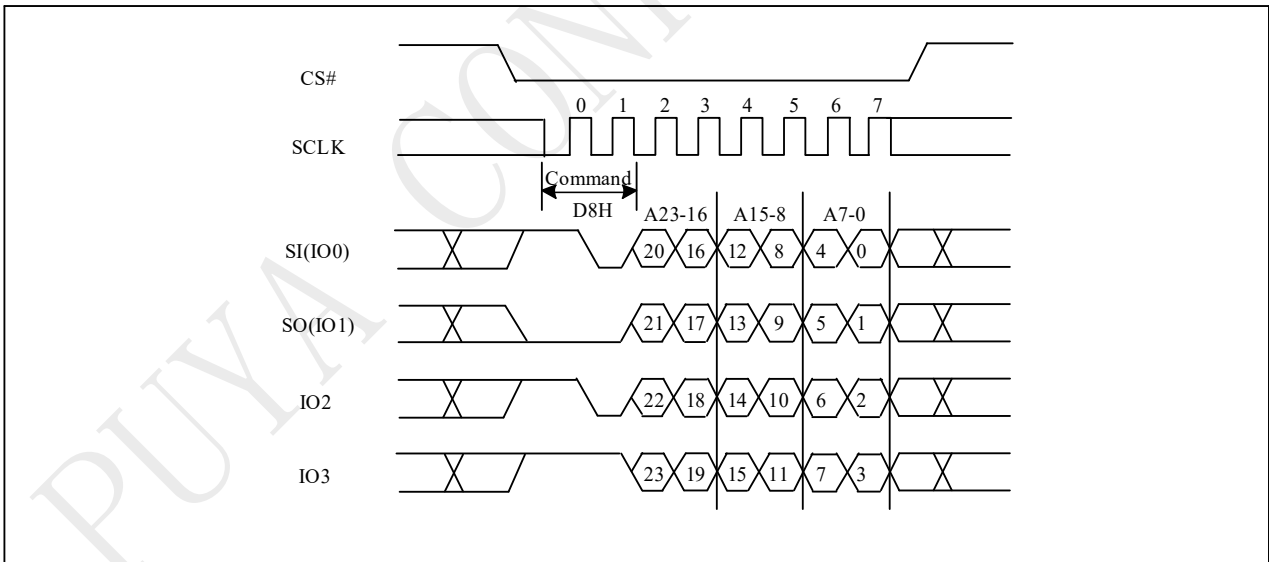 PUYA CONF
CS#
0 1 2 3 4 5 6 7
SCLK
Command
D8H
A23-16 A15-8 A7-0
SI(IO0) 20 16 12 8 4 0
SO(IO1) 21 17 13 9 5 1
IO2 22 18 14 10 6 2
IO3 23 19 15 11 7 3